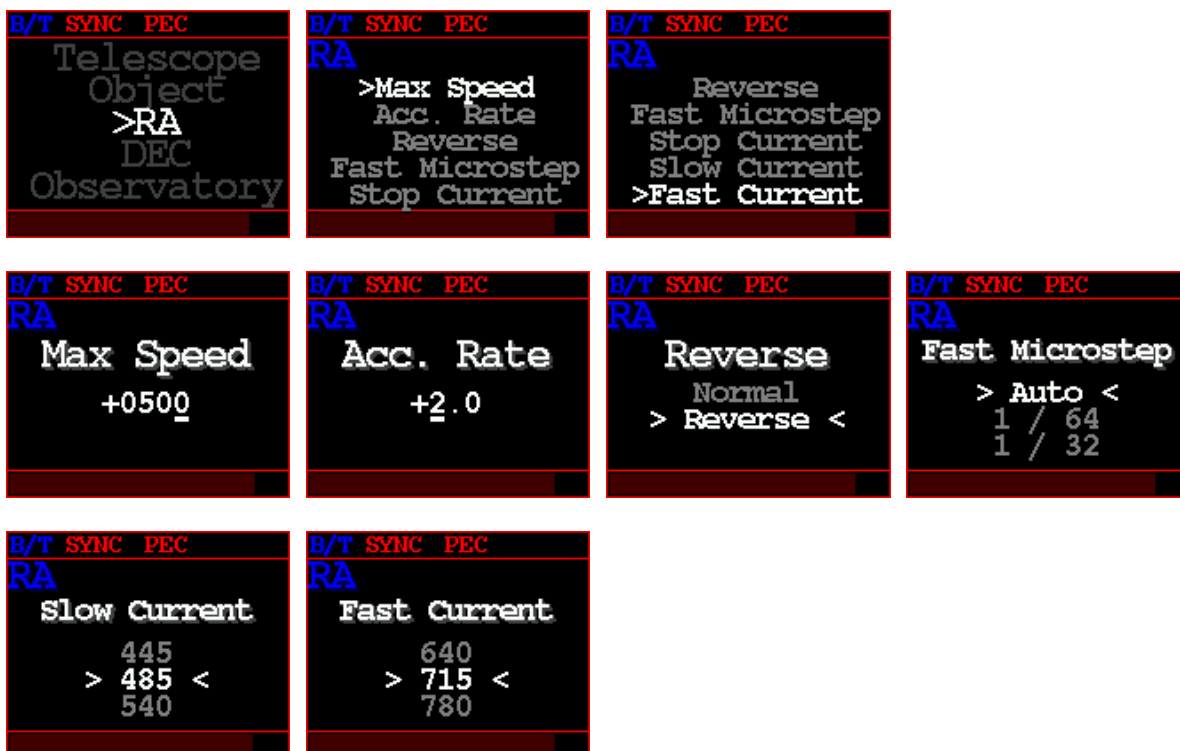 B/T SYNC PEC
Telescope
Object
>RA
DEC
Observatory
B/T SYNC PEC
RA
>Max Speed
Acc. Rate
Reverse
Fast Microstep
Stop Current
B/T SYNC PEC
RA
Reverse
Fast Microstep
Stop Current
Slow Current
>Fast Current
B/T SYNC PEC
RA
Max Speed
+0500
B/T SYNC PEC
RA
Acc. Rate
+2.0
B/T SYNC PEC
RA
Reverse
Normal
> Reverse <
B/T SYNC PEC
RA
Fast Microstep
> Auto <
1 / 64
1 / 32
B/T SYNC PEC
RA
Slow Current
445
> 485 <
540
B/T SYNC PEC
RA
Fast Current
640
> 715 <
780